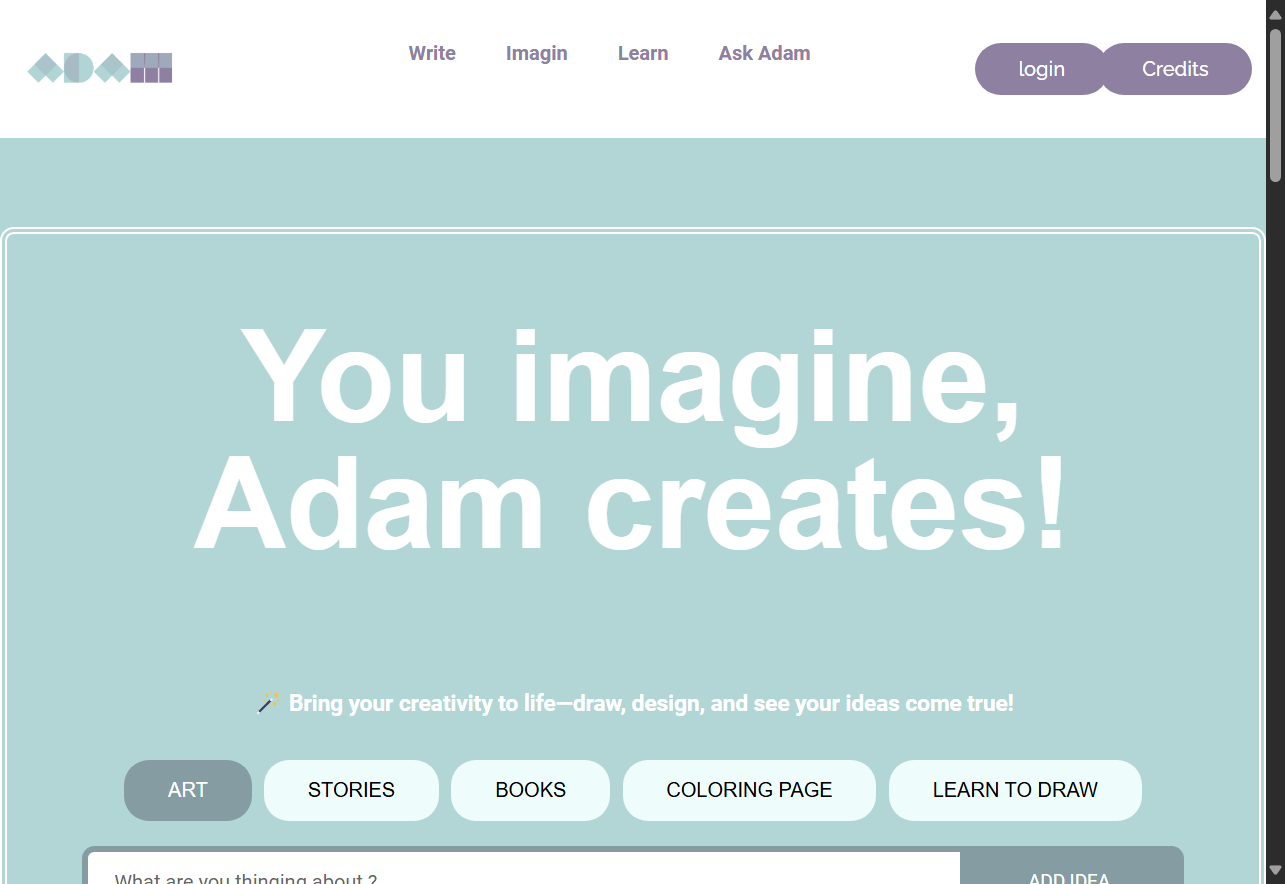 ADAM
Write Imagin Learn Ask Adam
login Credits
You imagine,
Adam creates!
🪄 Bring your creativity to life—draw, design, and see your ideas come true!
ART STORIES BOOKS COLORING PAGE LEARN TO DRAW
What are you thinging about ? ADD IDEA